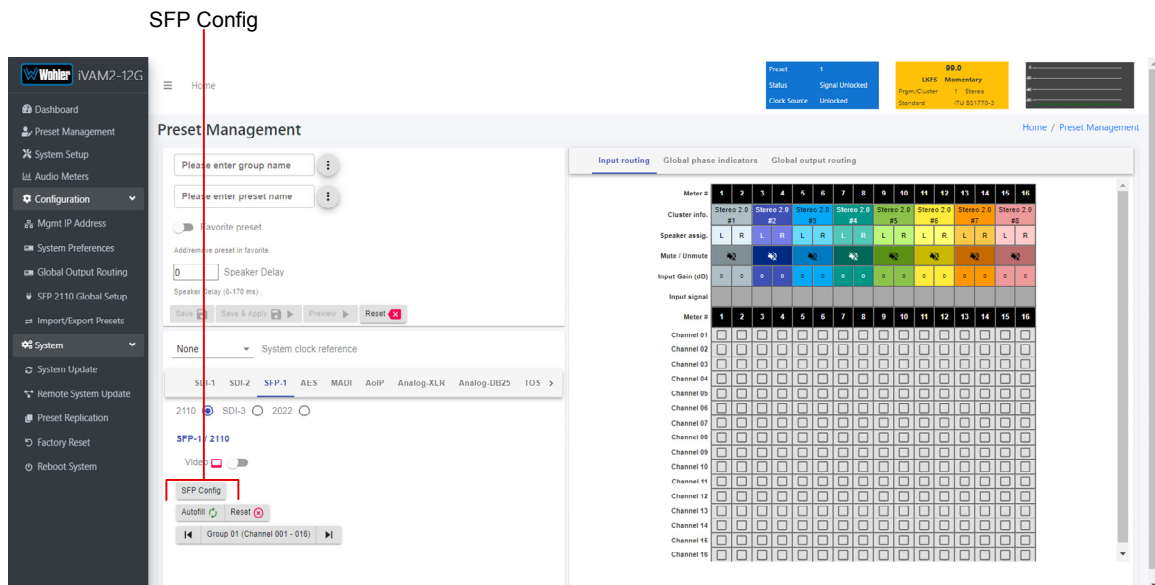 SFP Config
Wohler iVAM2-12G
Home
Preset 1
Status Signal Unlocked
Clock Source Unlocked
99.0
LKFS Momentary
Prgm/Cluster 1 Stereo
Standard ITU BS1770-3
Dashboard
Preset Management
System Setup
Audio Meters
Configuration
Mgmt IP Address
System Preferences
Global Output Routing
SFP 2110 Global Setup
Import/Export Presets
System
System Update
Remote System Update
Preset Replication
Factory Reset
Reboot System
Preset Management
Home / Preset Management
Please enter group name
Please enter preset name
Favorite preset
Add/remove preset in favorite.
0 Speaker Delay
Speaker Delay (0-170 ms) .
Save Save & Apply Preview Reset
None System clock reference
SDI-1 SDI-2 SFP-1 AES MADI AoIP Analog-XLR Analog-DB25 TOS
2110 SDI-3 2022
SFP-1 / 2110
Video
SFP Config
Autofill Reset
Group 01 (Channel 001 - 016)
Input routing Global phase indicators Global output routing
Meter # 1 2 3 4 5 6 7 8 9 10 11 12 13 14 15 16
Cluster info. Stereo 2.0 #1 Stereo 2.0 #2 Stereo 2.0 #3 Stereo 2.0 #4 Stereo 2.0 #5 Stereo 2.0 #6 Stereo 2.0 #7 Stereo 2.0 #8
Speaker assig. L R L R L R L R L R L R L R L R
Mute / Unmute
Input Gain (dD) 0 0 0 0 0 0 0 0 0 0 0 0 0 0 0 0
Input signal
Meter # 1 2 3 4 5 6 7 8 9 10 11 12 13 14 15 16
Channel 01
Channel 02
Channel 03
Channel 04
Channel 05
Channel 06
Channel 07
Channel 08
Channel 09
Channel 10
Channel 11
Channel 12
Channel 13
Channel 14
Channel 15
Channel 16